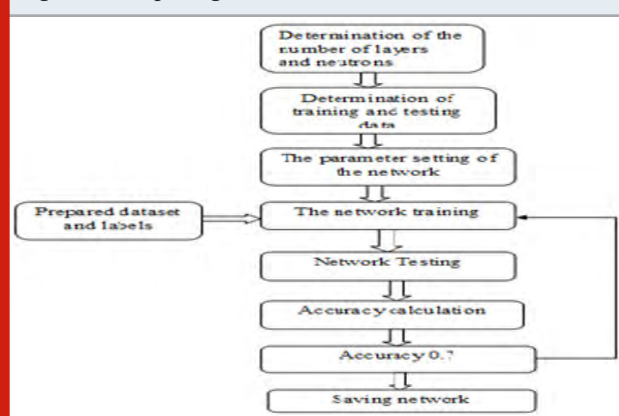 Determination of the
number of layers
and neutrons
Determination of
training and testing
data
The parameter setting of
the network
Prepared dataset
and labels
The network training
Network Testing
Accuracy calculation
Accuracy 0.?
Saving network